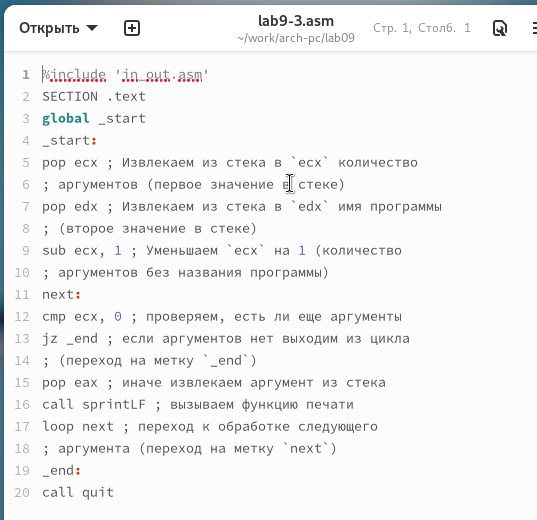 Открыть
lab9-3.asm
~/work/arch-pc/lab09
Стр. 1, Столб. 1
1 %include 'in_out.asm'
2 SECTION .text
3 global _start
4 _start:
5 pop ecx ; Извлекаем из стека в `ecx` количество
6 ; аргументов (первое значение в стеке)
7 pop edx ; Извлекаем из стека в `edx` имя программы
8 ; (второе значение в стеке)
9 sub ecx, 1 ; Уменьшаем `ecx` на 1 (количество
10 ; аргументов без названия программы)
11 next:
12 cmp ecx, 0 ; проверяем, есть ли еще аргументы
13 jz _end ; если аргументов нет выходим из цикла
14 ; (переход на метку `_end`)
15 pop eax ; иначе извлекаем аргумент из стека
16 call sprintLF ; вызываем функцию печати
17 loop next ; переход к обработке следующего
18 ; аргумента (переход на метку `next`)
19 _end:
20 call quit